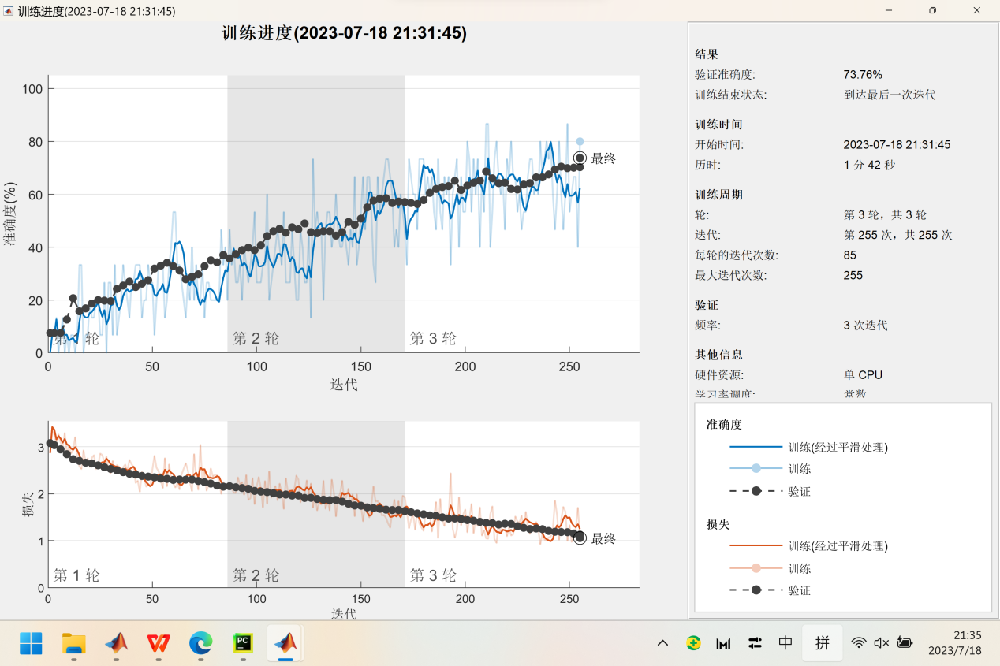 训练进度(2023-07-18 21:31:45)
训练进度(2023-07-18 21:31:45)
准确度(%)
100
80
60
40
20
0
第 轮
第 2 轮
第 3 轮
最终
0 50 100 150 200 250
迭代
损失
3
2
1
0
第 1 轮
第 2 轮
第 3 轮
最终
0 50 100 150 200 250
迭代
结果
验证准确度: 73.76%
训练结束状态: 到达最后一次迭代
训练时间
开始时间: 2023-07-18 21:31:45
历时: 1 分 42 秒
训练周期
轮: 第 3 轮，共 3 轮
迭代: 第 255 次，共 255 次
每轮的迭代次数: 85
最大迭代次数: 255
验证
频率: 3 次迭代
其他信息
硬件资源: 单 CPU
学习率调度: 常数
准确度
训练(经过平滑处理)
训练
验证
损失
训练(经过平滑处理)
训练
验证
PC
中
拼
21:35
2023/7/18